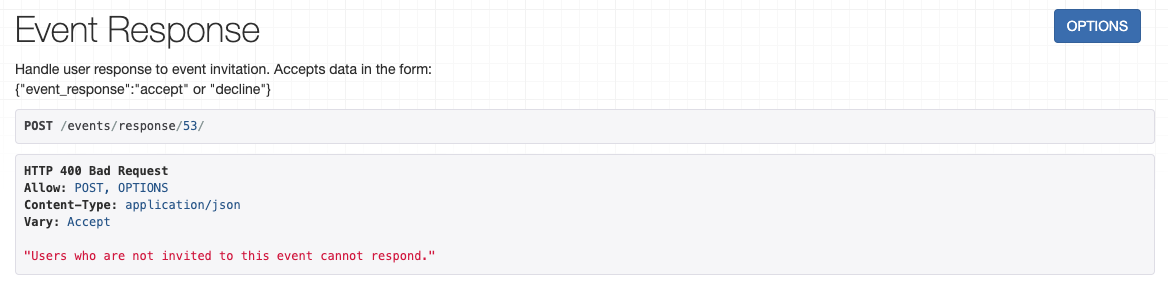 Event Response
OPTIONS
Handle user response to event invitation. Accepts data in the form:
{"event_response":"accept" or "decline"}
POST /events/response/53/
HTTP 400 Bad Request
Allow: POST, OPTIONS
Content-Type: application/json
Vary: Accept
"Users who are not invited to this event cannot respond."